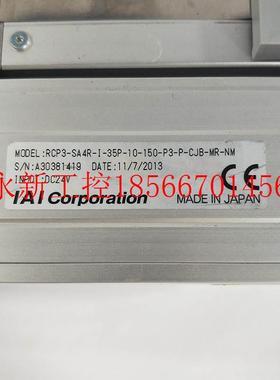 MODEL:RCP3-SA4R-I-35P-10-150-P3-P-CJB-MR-NM
S/N:A30381419 DATE:11/7/2013
INPUT:DC24V
永新工控18566701456
CE
IAI Corporation MADE IN JAPAN